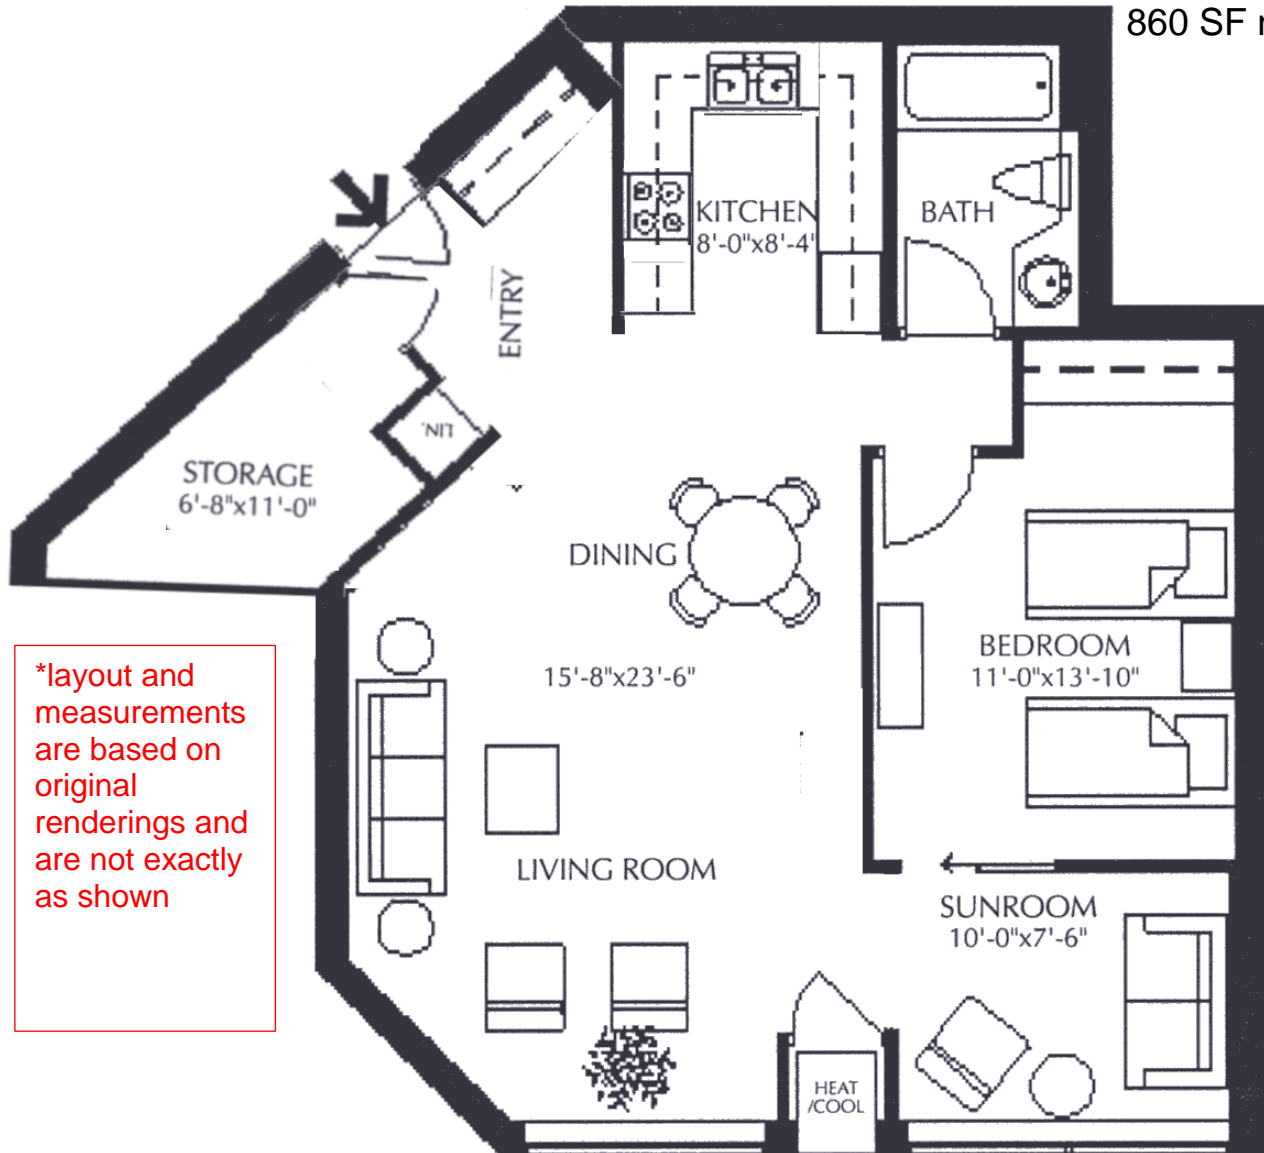 860 SF
KITCHEN
8'-0"x8'-4"
BATH
ENTRY
LIN.
STORAGE
6'-8"x11'-0"
DINING
15'-8"x23'-6"
BEDROOM
11'-0"x13'-10"
*layout and
measurements
are based on
original
renderings and
are not exactly
as shown
LIVING ROOM
SUNROOM
10'-0"x7'-6"
HEAT
/COOL